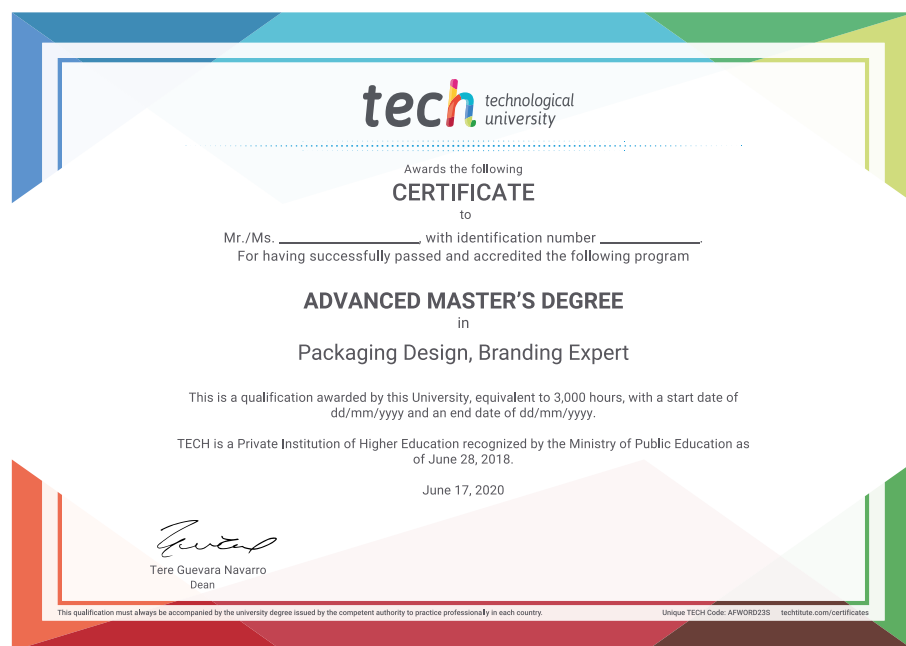 tech technological
university
Awards the following
CERTIFICATE
to
Mr./Ms. ____________________, with identification number ______________.
For having successfully passed and accredited the following program
ADVANCED MASTER'S DEGREE
in
Packaging Design, Branding Expert
This is a qualification awarded by this University, equivalent to 3,000 hours, with a start date of
dd/mm/yyyy and an end date of dd/mm/yyyy.
TECH is a Private Institution of Higher Education recognized by the Ministry of Public Education as
of June 28, 2018.
June 17, 2020
Tere Guevara Navarro
Dean
This qualification must always be accompanied by the university degree issued by the competent authority to practice professionally in each country. Unique TECH Code: AFWORD23S techtitute.com/certificates